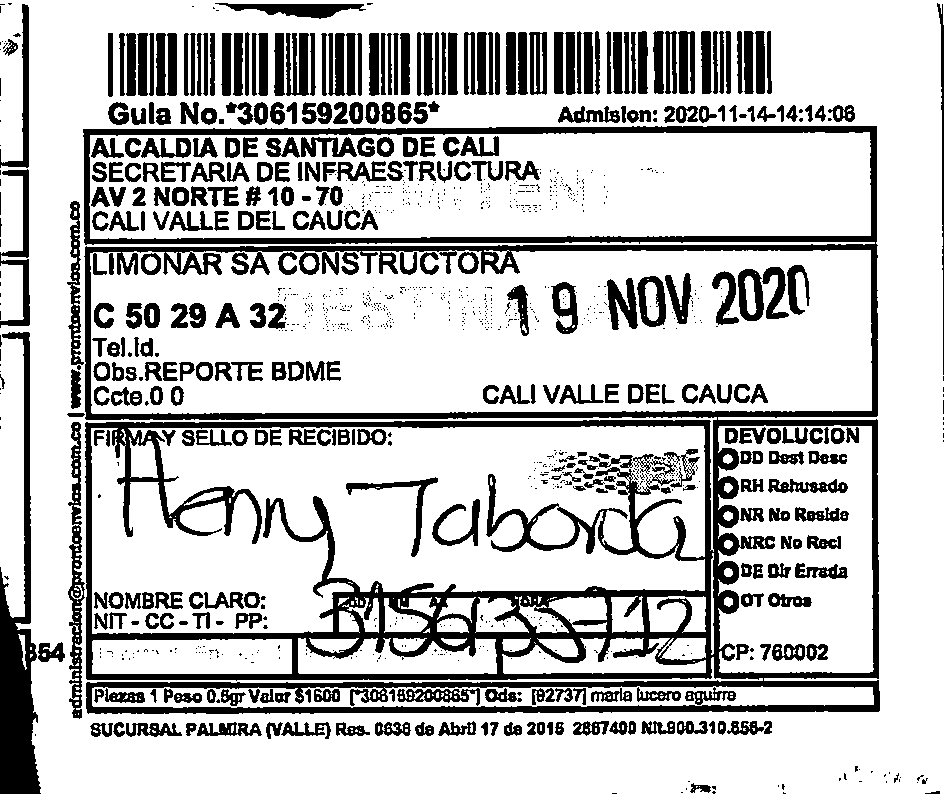 Guia No.*306159200865*
Admision: 2020-11-14-14:14:06
ALCALDIA DE SANTIAGO DE CALI
SECRETARIA DE INFRAESTRUCTURA
AV 2 NORTE # 10 - 70
CALI VALLE DEL CAUCA
LIMONAR SA CONSTRUCTORA
C 50 29 A 32
19 NOV 2020
Tel.Id.
Obs.REPORTE BDME
Ccte.0 0
CALI VALLE DEL CAUCA
FIRMA Y SELLO DE RECIBIDO:
Henny Taborda
NOMBRE CLARO:
NIT - CC - TI - PP:
DEVOLUCION
DD Dest Desc
RH Rehusado
NR No Reside
NRC No Recl
DE Dir Errada
OT Otros
CP: 760002
354
administracion@prontoenvios.com.co | www.prontoenvios.com.co
Piezas 1 Peso 0.5gr Valor $1600 [*306159200865*] Ods: [92737] maria lucero aguirre
SUCURSAL PALMIRA (VALLE) Res. 0636 de Abril 17 de 2015 2667400 Nit.900.310.856-2